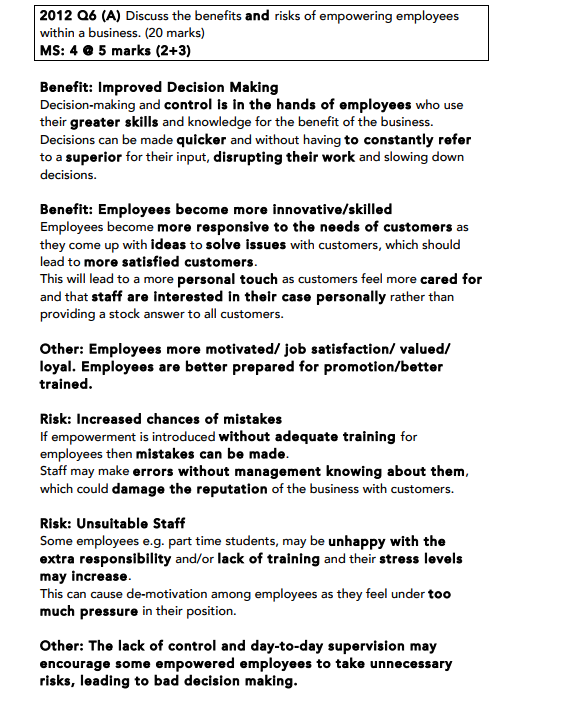 2012 Q6 (A) Discuss the benefits and risks of empowering employees
within a business. (20 marks)
MS: 4 @ 5 marks (2+3)
Benefit: Improved Decision Making
Decision-making and control is in the hands of employees who use
their greater skills and knowledge for the benefit of the business.
Decisions can be made quicker and without having to constantly refer
to a superior for their input, disrupting their work and slowing down
decisions.
Benefit: Employees become more innovative/skilled
Employees become more responsive to the needs of customers as
they come up with ideas to solve issues with customers, which should
lead to more satisfied customers.
This will lead to a more personal touch as customers feel more cared for
and that staff are interested in their case personally rather than
providing a stock answer to all customers.
Other: Employees more motivated/ job satisfaction/ valued/
loyal. Employees are better prepared for promotion/better
trained.
Risk: Increased chances of mistakes
If empowerment is introduced without adequate training for
employees then mistakes can be made.
Staff may make errors without management knowing about them,
which could damage the reputation of the business with customers.
Risk: Unsuitable Staff
Some employees e.g. part time students, may be unhappy with the
extra responsibility and/or lack of training and their stress levels
may increase.
This can cause de-motivation among employees as they feel under too
much pressure in their position.
Other: The lack of control and day-to-day supervision may
encourage some empowered employees to take unnecessary
risks, leading to bad decision making.